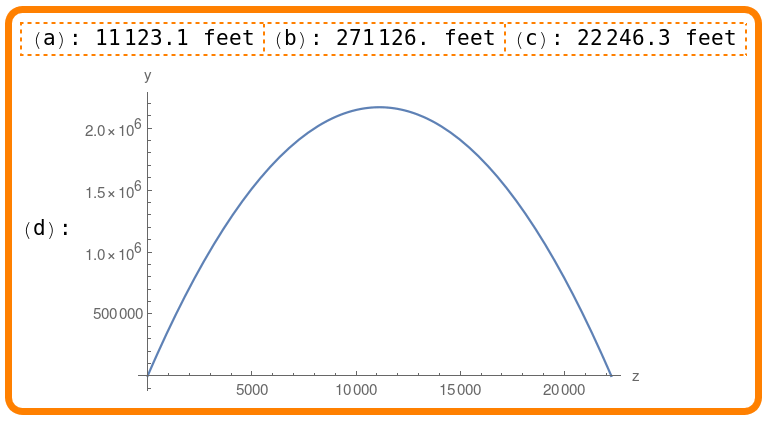 (a): 11123.1 feet (b): 271126. feet (c): 22246.3 feet
y
2.0×10^6
1.5×10^6
(d):
1.0×10^6
500000
z
5000 10000 15000 20000